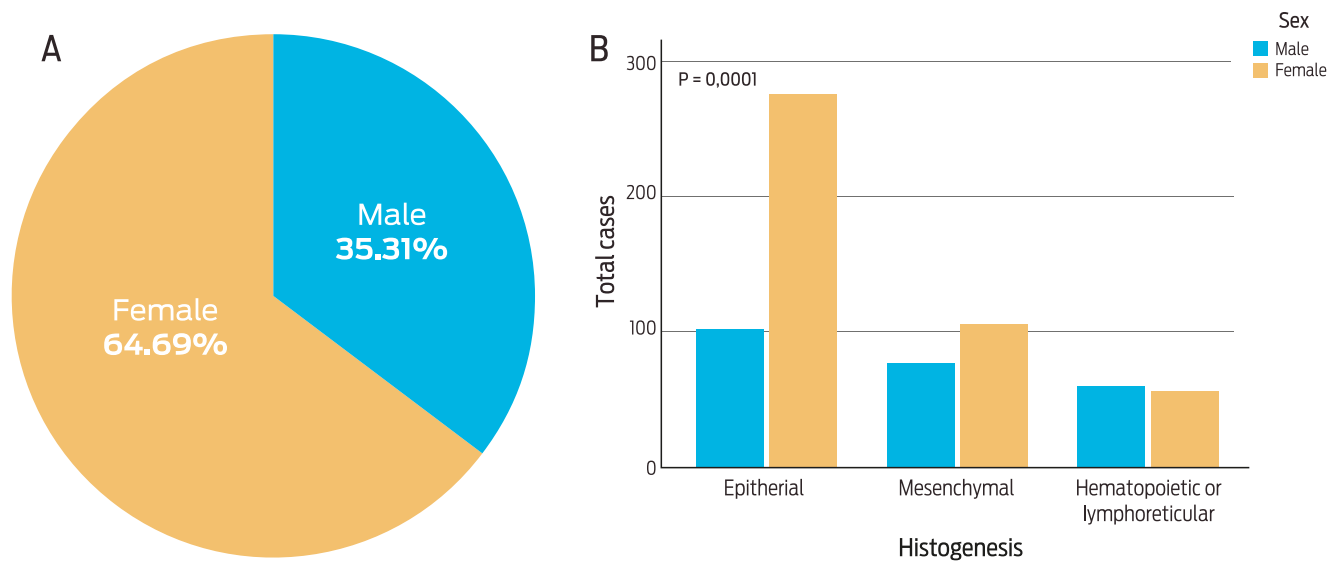 A
Male
35.31%
Female
64.69%
B
Sex
Male
Female
P = 0,0001
300
200
100
0
Total cases
Epitherial
Mesenchymal
Hematopoietic or
lymphoreticular
Histogenesis